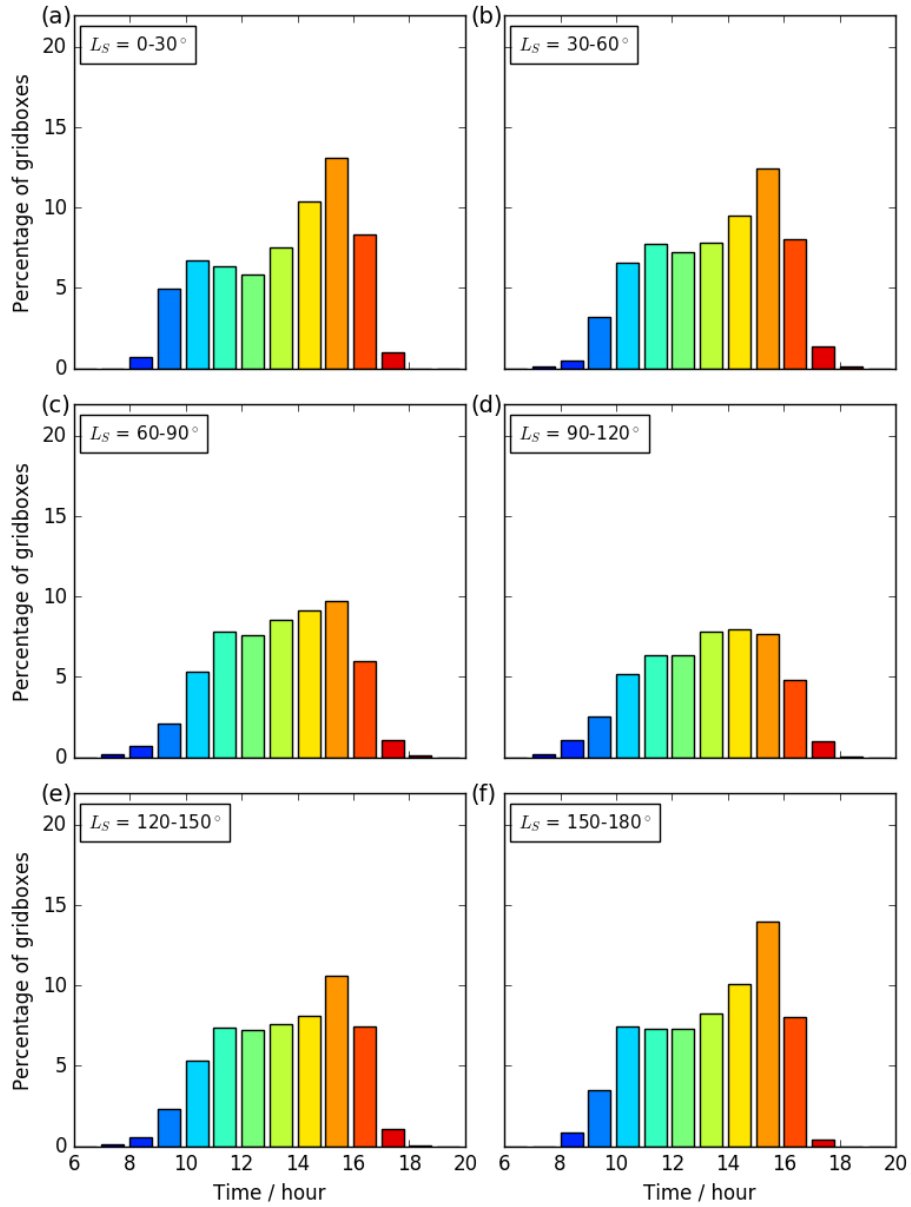 (a)
(b)
L_S = 0-30°
L_S = 30-60°
Percentage of gridboxes
20
15
10
5
0
(c)
(d)
L_S = 60-90°
L_S = 90-120°
Percentage of gridboxes
20
15
10
5
0
(e)
(f)
L_S = 120-150°
L_S = 150-180°
Percentage of gridboxes
20
15
10
5
0
6 8 10 12 14 16 18 20
6 8 10 12 14 16 18 20
Time / hour
Time / hour